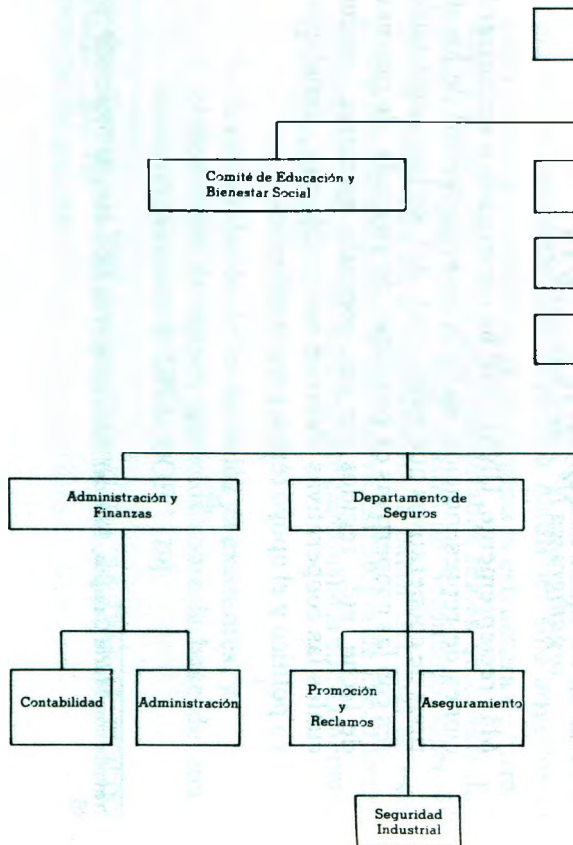 Comité de Educación y
Bienestar Social
Administración y
Finanzas
Departamento de
Seguros
Contabilidad
Administración
Promoción
y
Reclamos
Aseguramiento
Seguridad
Industrial